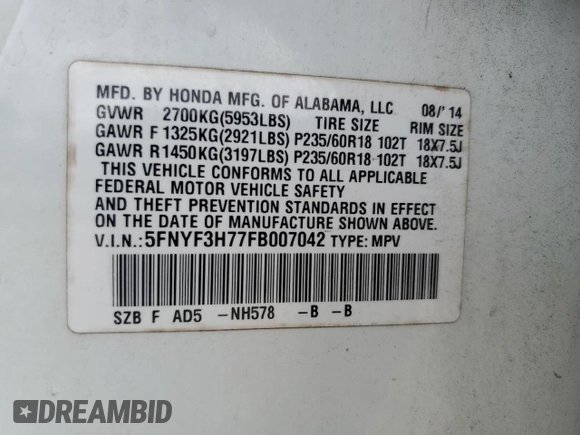 MFD. BY HONDA MFG. OF ALABAMA, LLC 08/'14
GVWR 2700KG(5953LBS) TIRE SIZE RIM SIZE
GAWR F 1325KG(2921LBS) P235/60R18 102T 18X7.5J
GAWR R 1450KG(3197LBS) P235/60R18 102T 18X7.5J
THIS VEHICLE CONFORMS TO ALL APPLICABLE
FEDERAL MOTOR VEHICLE SAFETY
AND THEFT PREVENTION STANDARDS IN EFFECT
ON THE DATE OF MANUFACTURE SHOWN ABOVE.
V.I.N.:5FNYF3H77FB007042 TYPE: MPV
SZB F AD5 -NH578 -B -B
DREAMBID